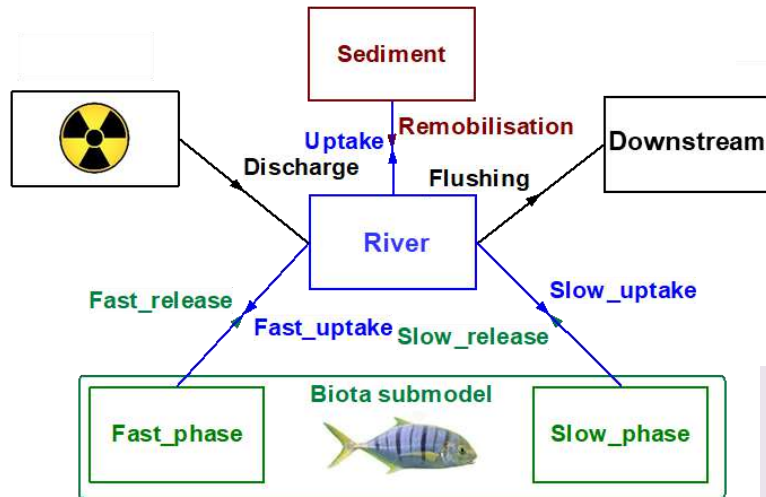 Sediment
Uptake
Remobilisation
Discharge
Flushing
Downstream
River
Fast_release
Slow_uptake
Fast_uptake
Slow_release
Biota submodel
Fast_phase
Slow_phase